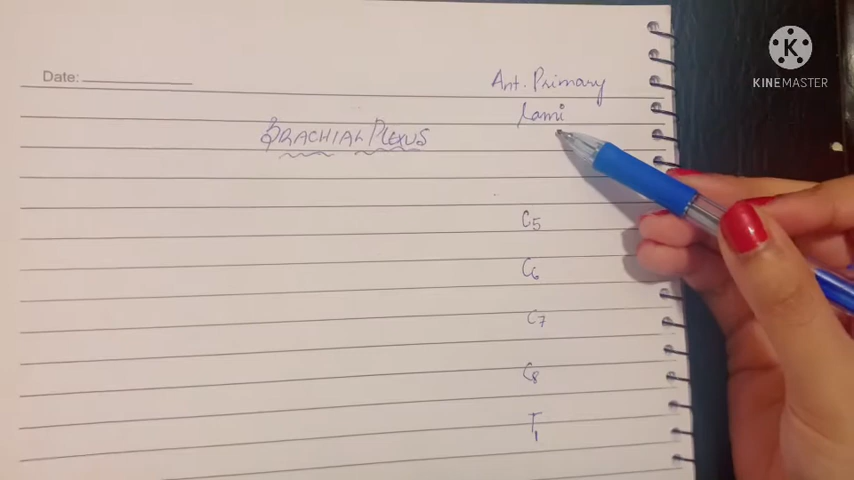 Date:
Ant. Primary
rami
BRACHIAL PLEXUS
C5
C6
C7
C8
T1
K
KINEMASTER